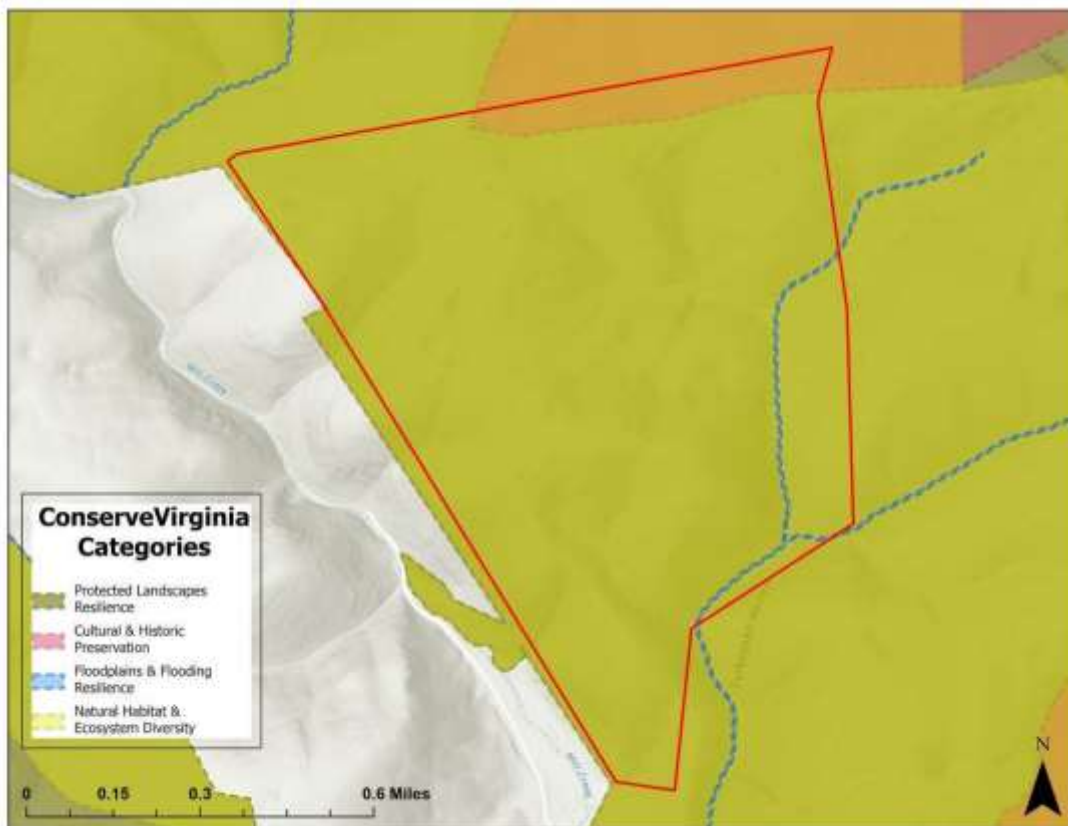 ConserveVirginia
Categories
Protected Landscapes
Resilience
Cultural & Historic
Preservation
Floodplains & Flooding
Resilience
Natural Habitat &
Ecosystem Diversity
N
0 0.15 0.3 0.6 Miles